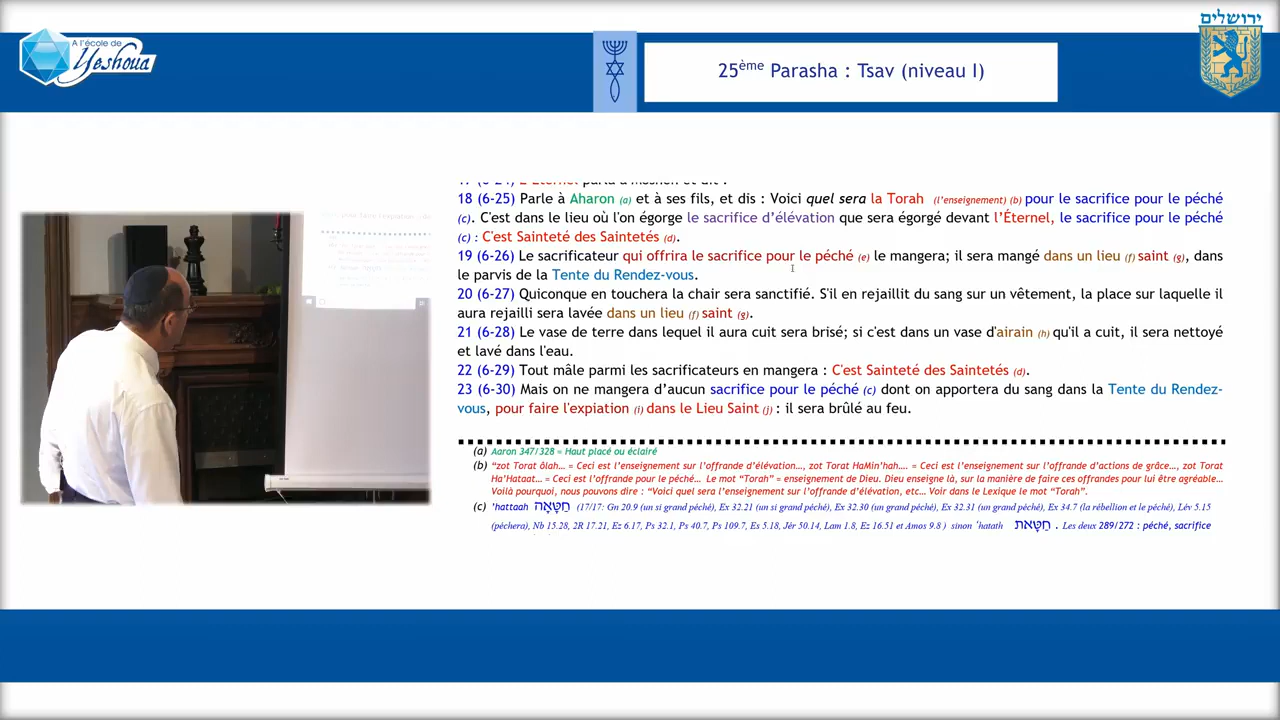 A l'école de
Yeshoua
ירושלים
25ème Parasha : Tsav (niveau I)
18 (6-25) Parle à Aharon (a) et à ses fils, et dis : Voici quel sera la Torah (l'enseignement) (b) pour le sacrifice pour le péché
(c). C'est dans le lieu où l'on égorge le sacrifice d'élévation que sera égorgé devant l'Éternel, le sacrifice pour le péché
(c) : C'est Sainteté des Saintetés (d).
19 (6-26) Le sacrificateur qui offrira le sacrifice pour le péché (e) le mangera; il sera mangé dans un lieu (f) saint (g), dans
le parvis de la Tente du Rendez-vous.
20 (6-27) Quiconque en touchera la chair sera sanctifié. S'il en rejaillit du sang sur un vêtement, la place sur laquelle il
aura rejailli sera lavée dans un lieu (f) saint (g).
21 (6-28) Le vase de terre dans lequel il aura cuit sera brisé; si c'est dans un vase d'airain (h) qu'il a cuit, il sera nettoyé
et lavé dans l'eau.
22 (6-29) Tout mâle parmi les sacrificateurs en mangera : C'est Sainteté des Saintetés (d).
23 (6-30) Mais on ne mangera d'aucun sacrifice pour le péché (c) dont on apportera du sang dans la Tente du Rendez-
vous, pour faire l'expiation (i) dans le Lieu Saint (j) : il sera brûlé au feu.
(a) Aaron 347/328 = Haut placé ou éclairé
(b) "zot Torat ôlah… = Ceci est l'enseignement sur l'offrande d'élévation…, zot Torat HaMin'hah…. = Ceci est l'enseignement sur l'offrande d'actions de grâce…, zot Torat
Ha'Hataat… = Ceci est l'offrande pour le péché… Le mot "Torah" = enseignement de Dieu. Dieu enseigne là, sur la manière de faire ces offrandes pour lui être agréable…
Voilà pourquoi, nous pouvons dire : "Voici quel sera l'enseignement sur l'offrande d'élévation, etc… Voir dans le Lexique le mot "Torah".
(c) 'hattaah חַטָּאָה (17/17: Gn 20.9 (un si grand péché), Ex 32.21 (un si grand péché), Ex 32.30 (un grand péché), Ex 32.31 (un grand péché), Ex 34.7 (la rébellion et le péché), Lév 5.15
(péchera), Nb 15.28, 2R 17.21, Ez 6.17, Ps 32.1, Ps 40.7, Ps 109.7, Es 5.18, Jér 50.14, Lam 1.8, Ez 16.51 et Amos 9.8 ) sinon 'hatath חַטָּאת . Les deux 289/272 : péché, sacrifice